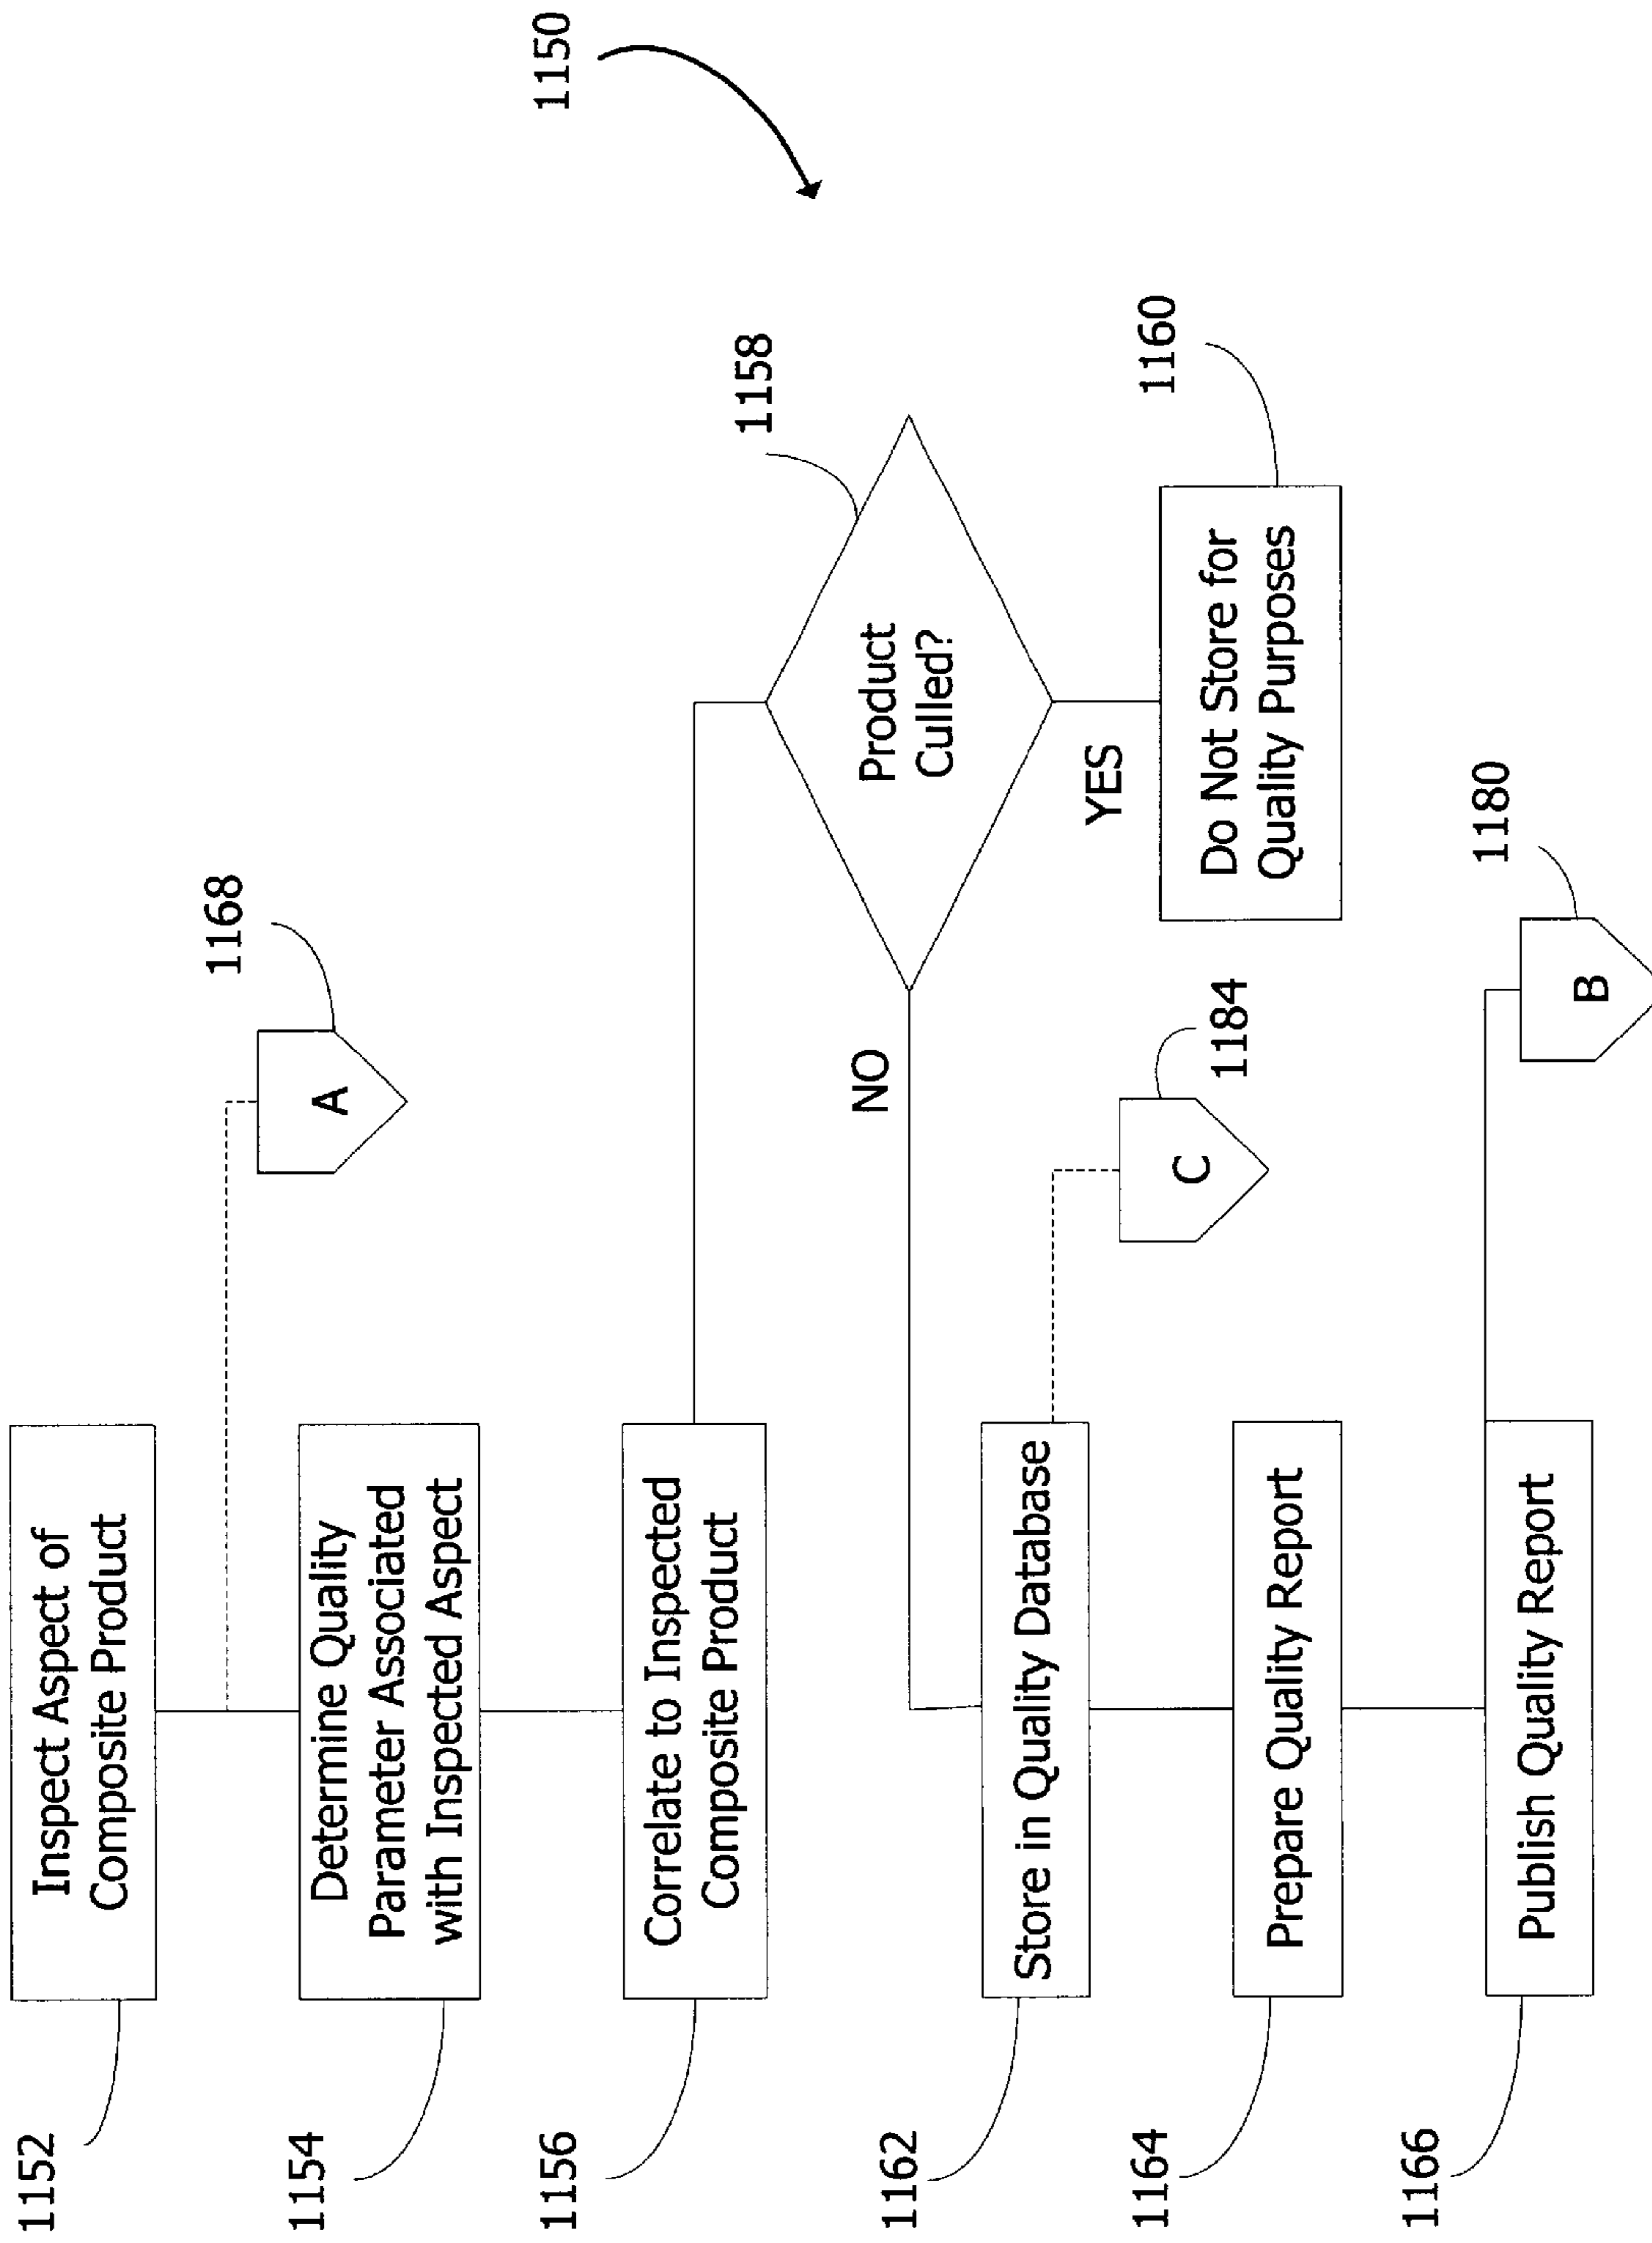 1150
1152
Inspect Aspect of
Composite Product
1168
A
1154
Determine Quality
Parameter Associated
with Inspected Aspect
1156
Correlate to Inspected
Composite Product
1158
Product
Culled?
NO
YES
1160
Do Not Store for
Quality Purposes
1162
Store in Quality Database
C
1184
1164
Prepare Quality Report
1166
Publish Quality Report
1180
B